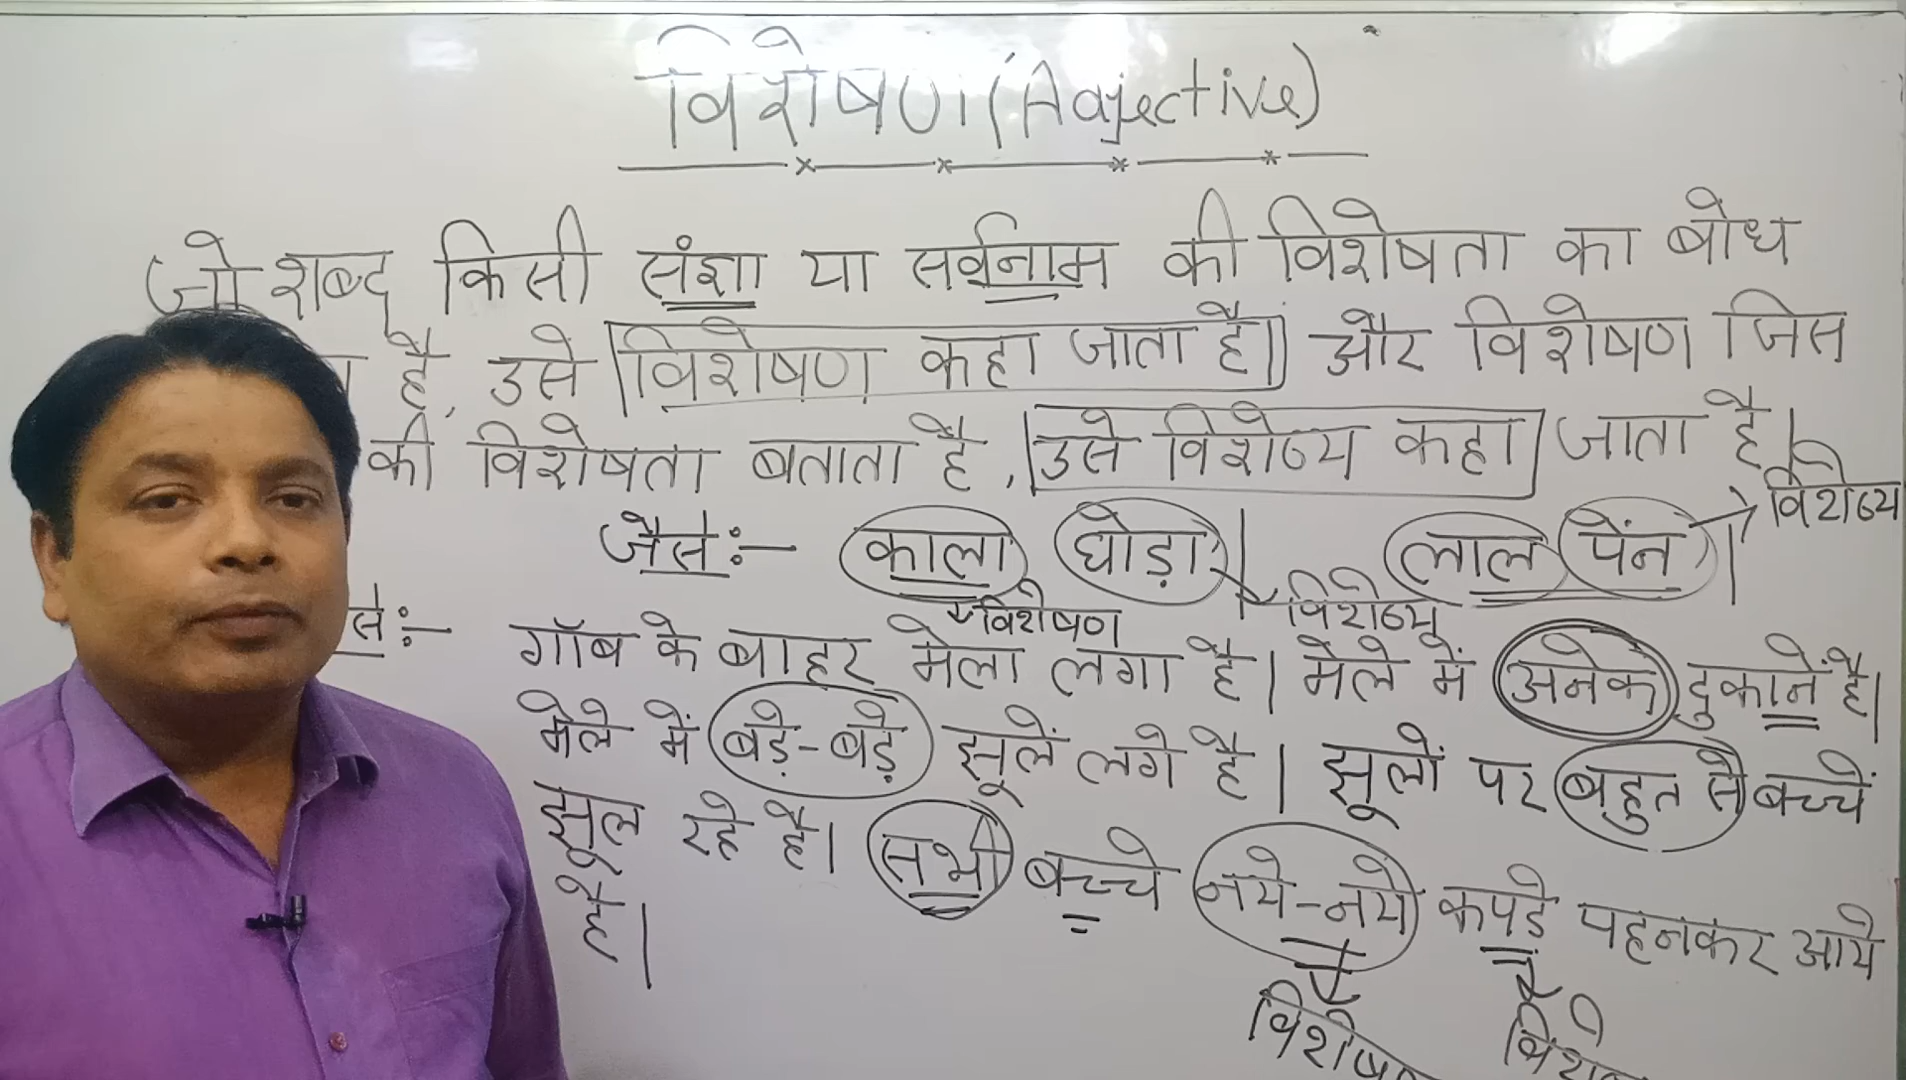 विशेषण (Adjective)
जो शब्द किसी संज्ञा या सर्वनाम की विशेषता का बोध
है, उसे विशेषण कहा जाता है। और विशेषण जिस
की विशेषता बताता है, उसे विशेष्य कहा जाता है।
विशेष्य
जैसे:- काला घोड़ा। लाल पेंन।
विशेषण विशेष्य
से:- गॉंब के बाहर मेला लगा है। मेले में अनेक दुकानें है।
मेले में बड़े-बड़े झूलें लगे है। झूलों पर बहुत से बच्चें
झूल रहे है। सभी बच्चे नये-नये कपड़े पहनकर आये
है।